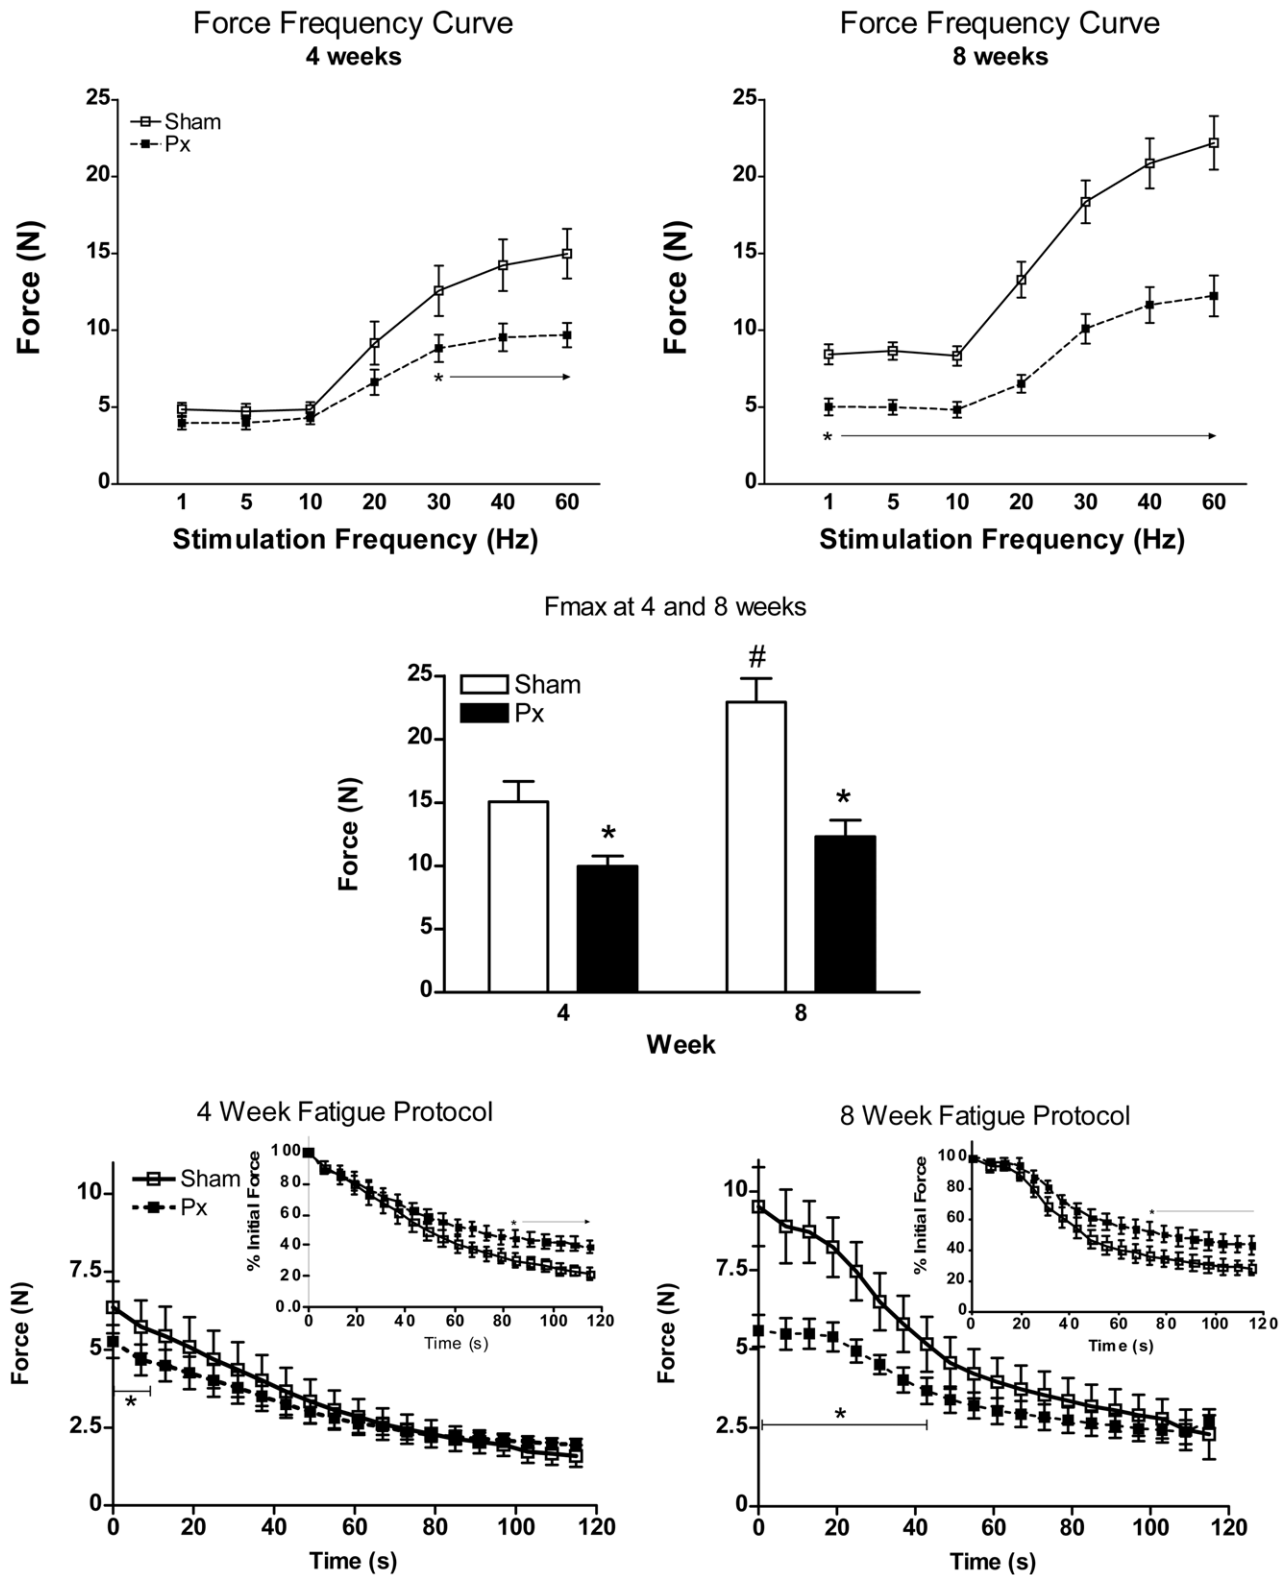 Force Frequency Curve
4 weeks
25
20
15
10
5
0
Force (N)
Sham
Px
*
1 5 10 20 30 40 60
Stimulation Frequency (Hz)
Force Frequency Curve
8 weeks
25
20
15
10
5
0
Force (N)
*
1 5 10 20 30 40 60
Stimulation Frequency (Hz)
Fmax at 4 and 8 weeks
25
20
15
10
5
0
Force (N)
Sham
Px
*
#
*
4 8
Week
4 Week Fatigue Protocol
10
7.5
5
2.5
0
Force (N)
Sham
Px
*
0 20 40 60 80 100 120
Time (s)
% Initial Force
100
80
60
40
20
0.0
*
0 20 40 60 80 100 120
Time (s)
8 Week Fatigue Protocol
10
7.5
5
2.5
0
Force (N)
*
0 20 40 60 80 100 120
Time (s)
% Initial Force
100
80
60
40
20
0
*
0 20 40 60 80 100 120
Time (s)